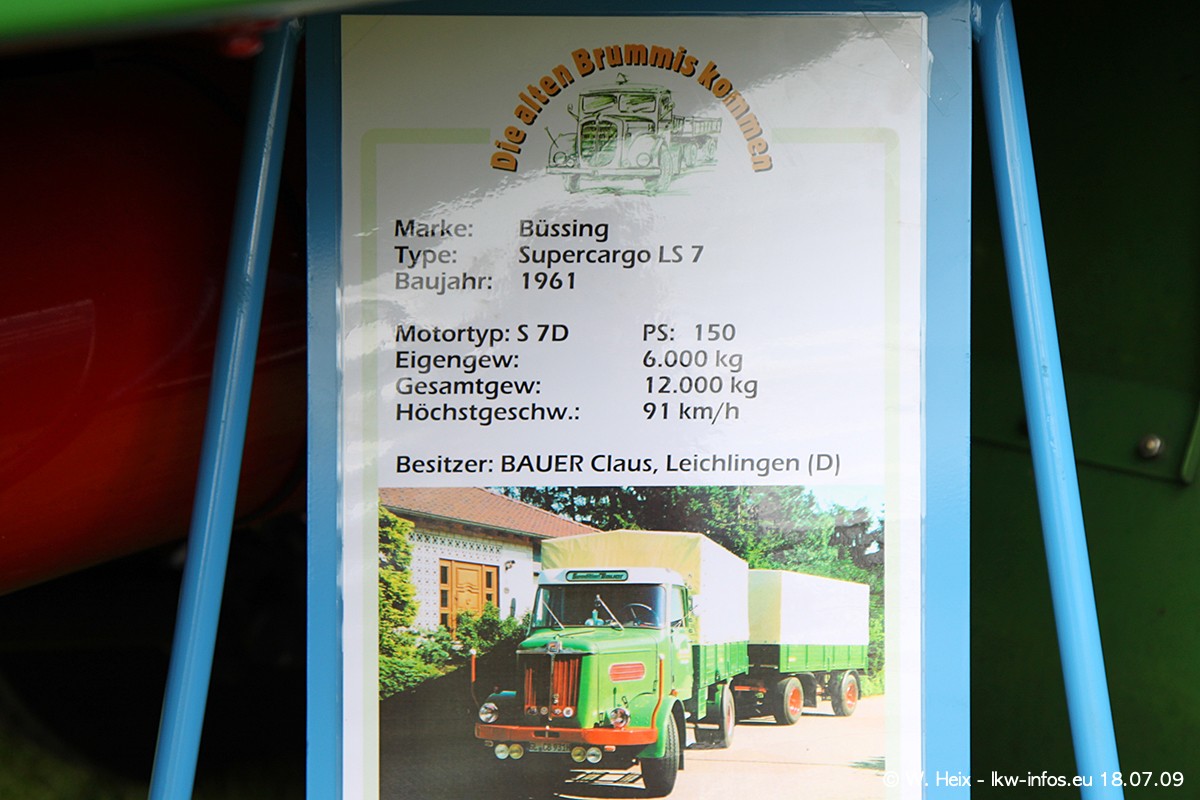 Die alten Brummis kommen
Marke: Büssing
Type: Supercargo LS 7
Baujahr: 1961
Motortyp: S 7D PS: 150
Eigengew: 6.000 kg
Gesamtgew: 12.000 kg
Höchstgeschw.: 91 km/h
Besitzer: BAUER Claus, Leichlingen (D)
© W. Heix - lkw-infos.eu 18.07.09